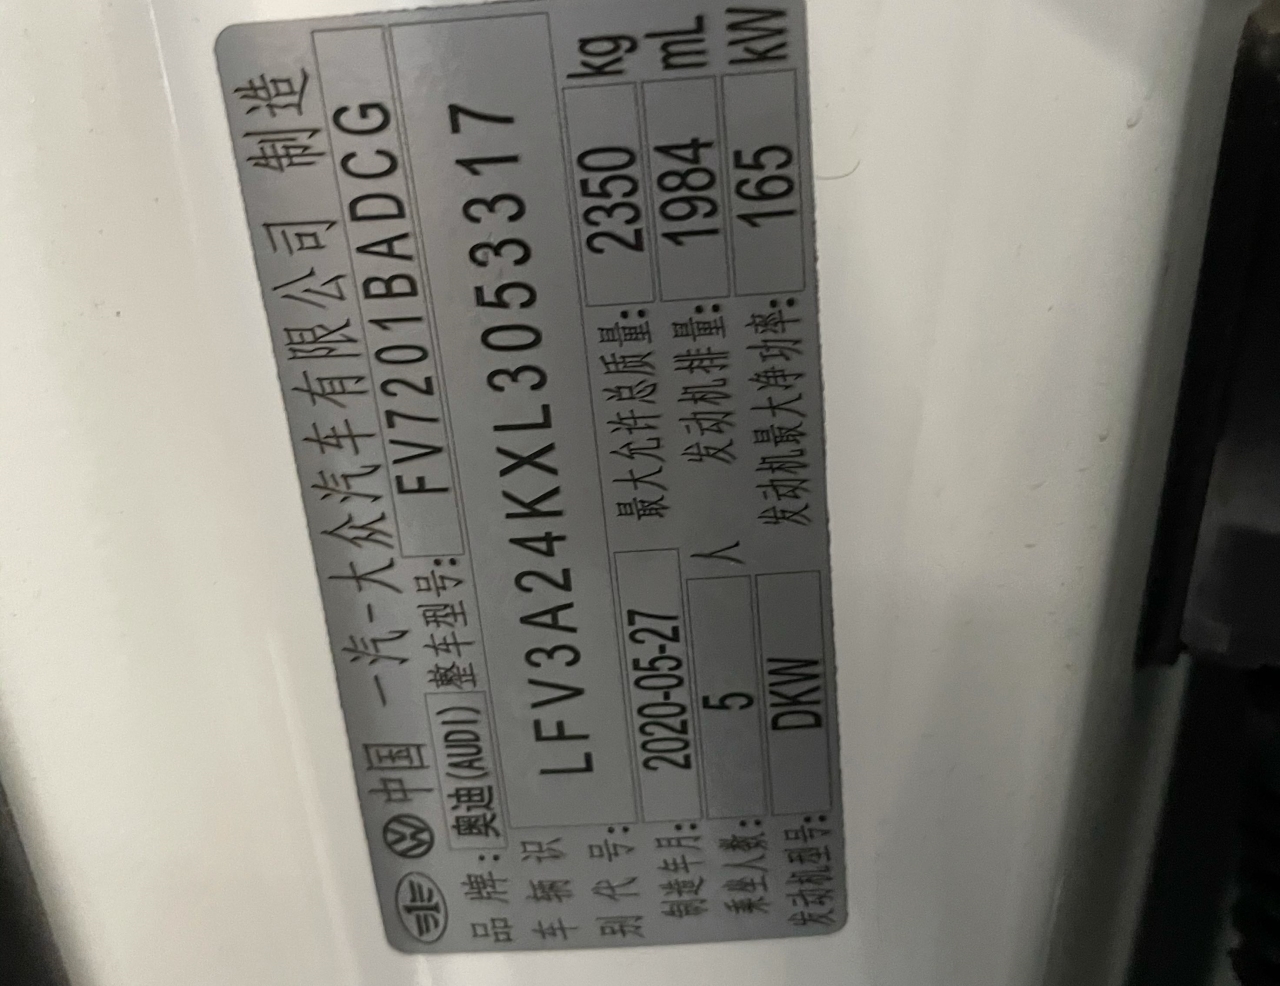 中国 一汽-大众汽车有限公司 制造
品牌: 奥迪(AUDI) 整车型号: FV7201BADCG
车辆识别代号: LFV3A24KXL3053317
制造年月: 2020-05-27 最大允许总质量: 2350 kg
乘坐人数: 5 人 发动机排量: 1984 mL
发动机型号: DKW 发动机最大净功率: 165 kW